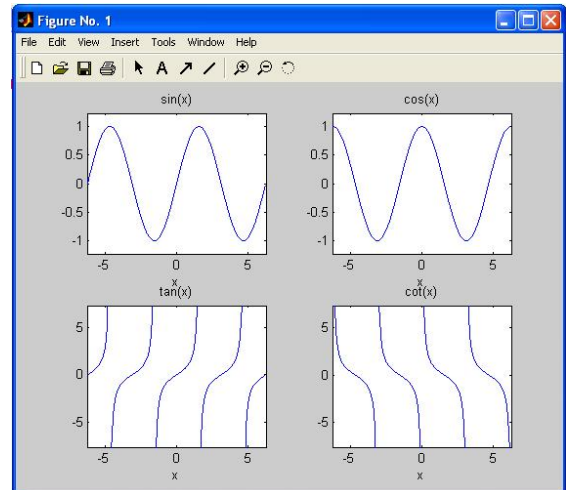 Figure No. 1
File Edit View Insert Tools Window Help
sin(x) cos(x)
1 1
0.5 0.5
0 0
-0.5 -0.5
-1 -1
-5 0 5 -5 0 5
x x
tan(x) cot(x)
5 5
0 0
-5 -5
-5 0 5 -5 0 5
x x